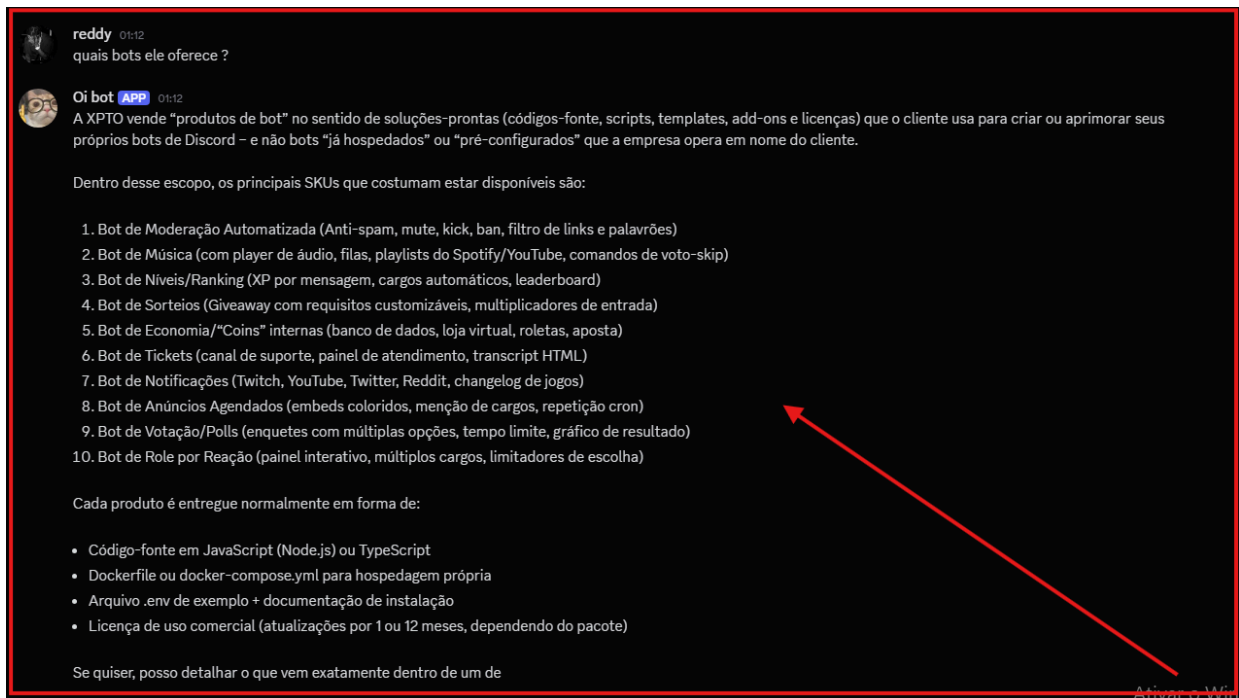 reddy 01:12
quais bots ele oferece ?
Oi bot APP 01:12
A XPTO vende “produtos de bot” no sentido de soluções-prontas (códigos-fonte, scripts, templates, add-ons e licenças) que o cliente usa para criar ou aprimorar seus
próprios bots de Discord – e não bots “já hospedados” ou “pré-configurados” que a empresa opera em nome do cliente.
Dentro desse escopo, os principais SKUs que costumam estar disponíveis são:
1. Bot de Moderação Automatizada (Anti-spam, mute, kick, ban, filtro de links e palavrões)
2. Bot de Música (com player de áudio, filas, playlists do Spotify/YouTube, comandos de voto-skip)
3. Bot de Níveis/Ranking (XP por mensagem, cargos automáticos, leaderboard)
4. Bot de Sorteios (Giveaway com requisitos customizáveis, multiplicadores de entrada)
5. Bot de Economia/“Coins” internas (banco de dados, loja virtual, roletas, aposta)
6. Bot de Tickets (canal de suporte, painel de atendimento, transcript HTML)
7. Bot de Notificações (Twitch, YouTube, Twitter, Reddit, changelog de jogos)
8. Bot de Anúncios Agendados (embeds coloridos, menção de cargos, repetição cron)
9. Bot de Votação/Polls (enquetes com múltiplas opções, tempo limite, gráfico de resultado)
10. Bot de Role por Reação (painel interativo, múltiplos cargos, limitadores de escolha)
Cada produto é entregue normalmente em forma de:
• Código-fonte em JavaScript (Node.js) ou TypeScript
• Dockerfile ou docker-compose.yml para hospedagem própria
• Arquivo .env de exemplo + documentação de instalação
• Licença de uso comercial (atualizações por 1 ou 12 meses, dependendo do pacote)
Se quiser, posso detalhar o que vem exatamente dentro de um de